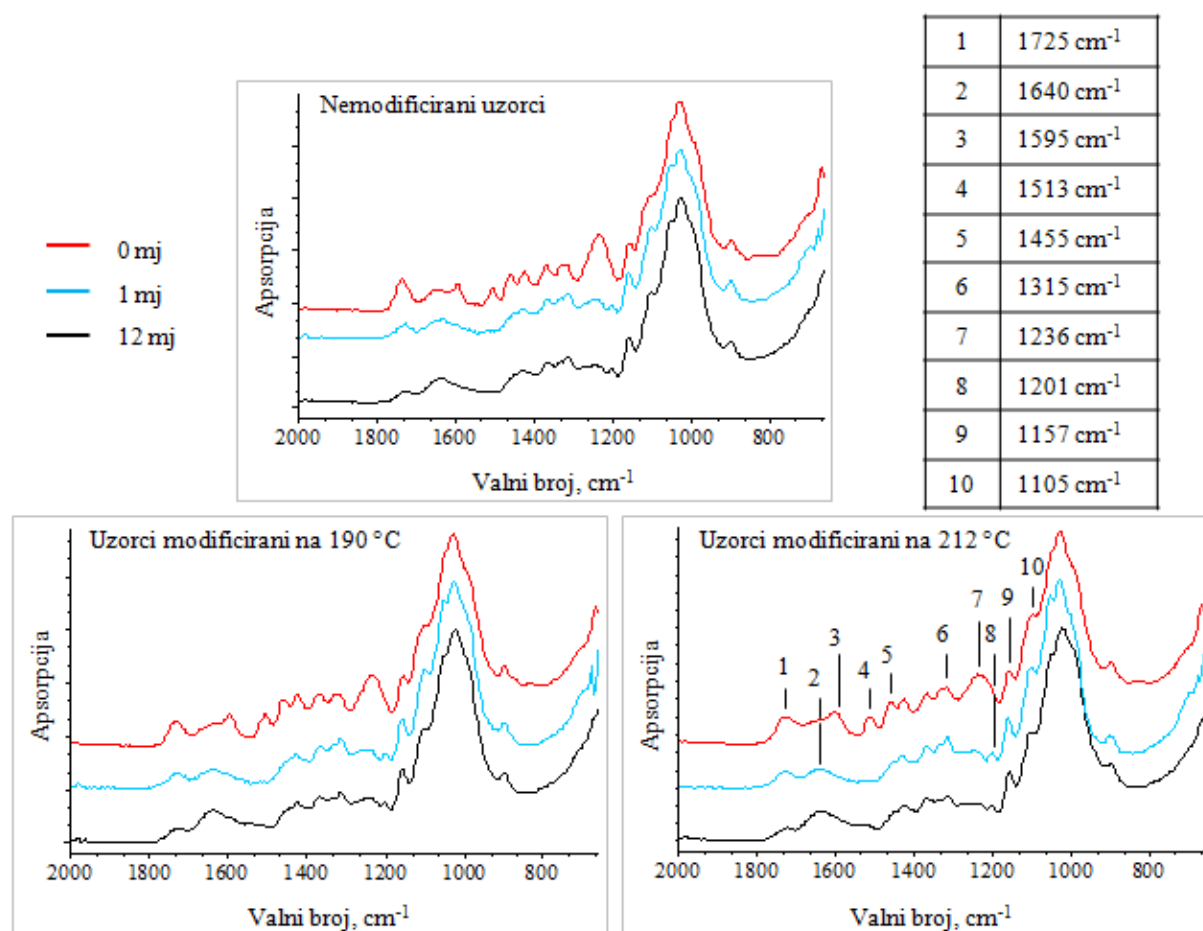 Nemodificirani uzorci
Apsorpcija
2000 1800 1600 1400 1200 1000 800
Valni broj, cm⁻¹
0 mj
1 mj
12 mj
1 1725 cm⁻¹
2 1640 cm⁻¹
3 1595 cm⁻¹
4 1513 cm⁻¹
5 1455 cm⁻¹
6 1315 cm⁻¹
7 1236 cm⁻¹
8 1201 cm⁻¹
9 1157 cm⁻¹
10 1105 cm⁻¹
Uzorci modificirani na 190 °C
Apsorpcija
2000 1800 1600 1400 1200 1000 800
Valni broj, cm⁻¹
Uzorci modificirani na 212 °C
Apsorpcija
1 2 3 4 5 6 7 8 9 10
2000 1800 1600 1400 1200 1000 800
Valni broj, cm⁻¹